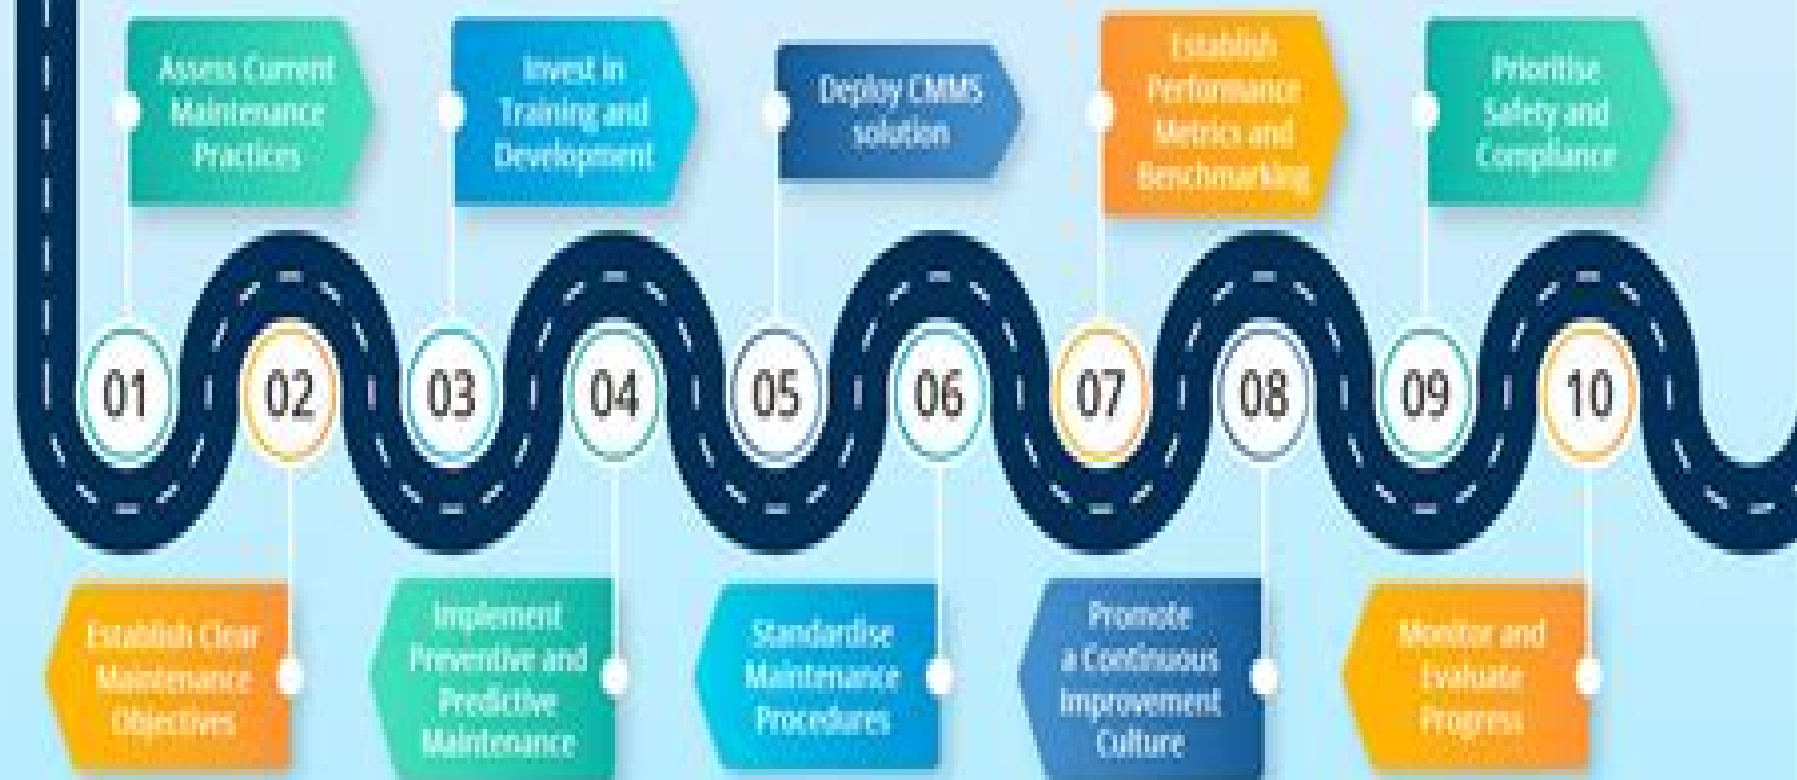 Assess Current
Maintenance
Practices
Invest in
Training and
Development
Deploy CMMS
solution
Establish
Performance
Metrics and
Benchmarking
Prioritise
Safety and
Compliance
01
02
03
04
05
06
07
08
09
10
Establish Clear
Maintenance
Objectives
Implement
Preventive and
Predictive
Maintenance
Standardise
Maintenance
Procedures
Promote
a Continuous
Improvement
Culture
Monitor and
Evaluate
Progress